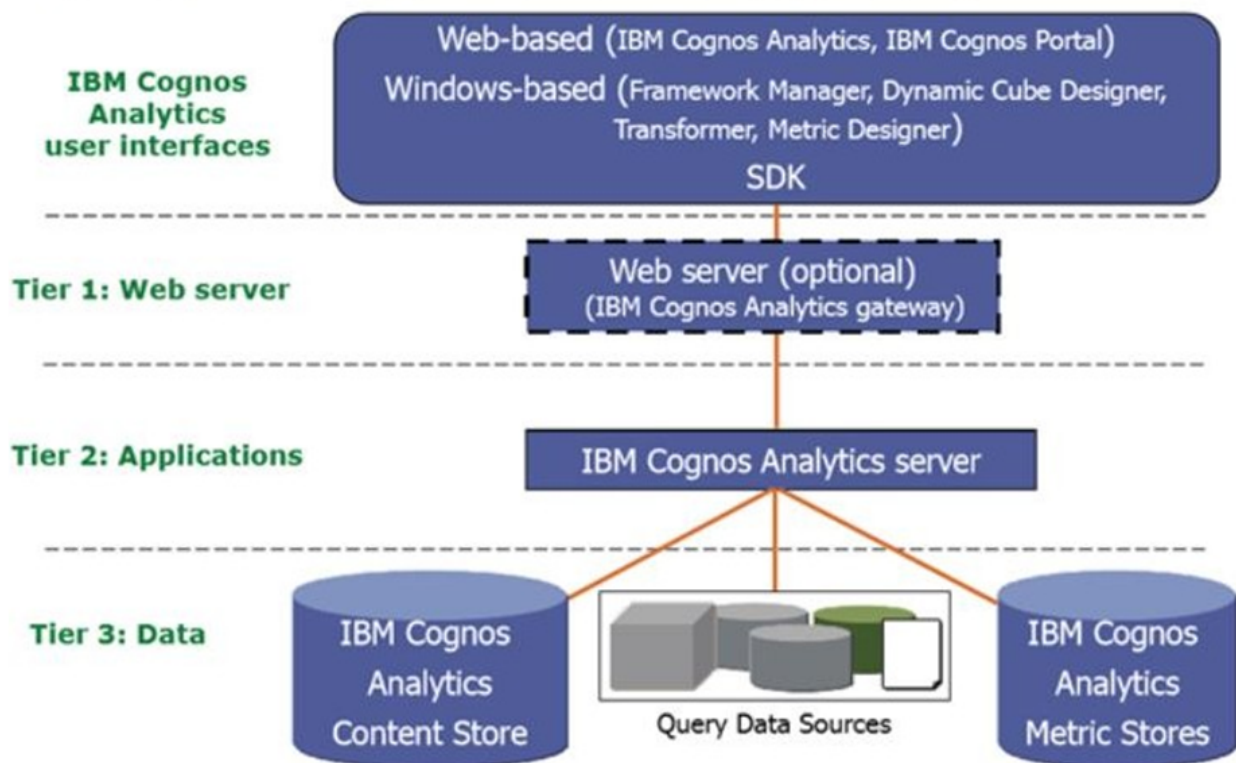 IBM Cognos
Analytics
user interfaces
Web-based (IBM Cognos Analytics, IBM Cognos Portal)
Windows-based (Framework Manager, Dynamic Cube Designer,
Transformer, Metric Designer)
SDK
Tier 1: Web server
Web server (optional)
(IBM Cognos Analytics gateway)
Tier 2: Applications
IBM Cognos Analytics server
Tier 3: Data
IBM Cognos
Analytics
Content Store
Query Data Sources
IBM Cognos
Analytics
Metric Stores